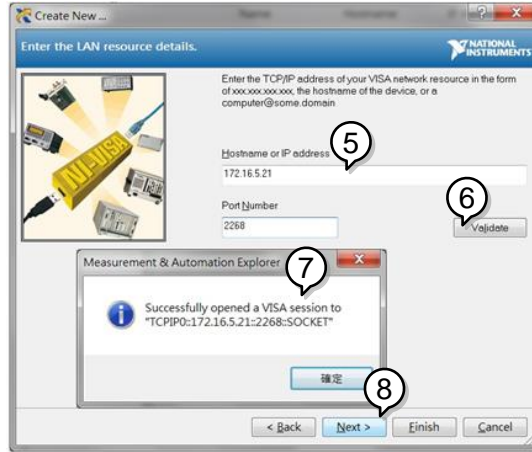 Create New ...
Enter the LAN resource details.
NATIONAL
INSTRUMENTS
Enter the TCP/IP address of your VISA network resource in the form
of xxx.xxx.xxx.xxx, the hostname of the device, or a
computer@some.domain
NI-VISA
Hostname or IP address
5
172.16.5.21
Port Number
6
2268
Validate
Measurement & Automation Explorer
7
Successfully opened a VISA session to
"TCPIP0::172.16.5.21::2268::SOCKET"
確定
8
< Back
Next >
Finish
Cancel